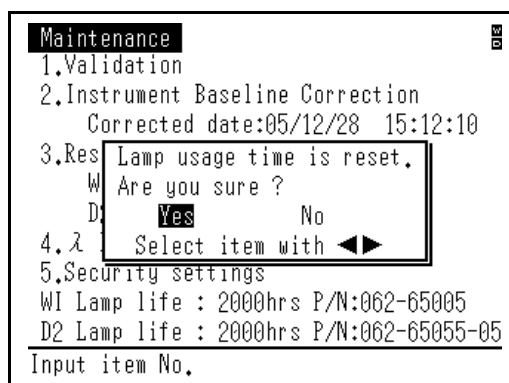 Maintenance
W D
1.Validation
2.Instrument Baseline Correction
Corrected date:05/12/28 15:12:10
3.Res
W
D
4.λ
Lamp usage time is reset.
Are you sure ?
Yes No
Select item with ◀▶
5.Security settings
WI Lamp life : 2000hrs P/N:062-65005
D2 Lamp life : 2000hrs P/N:062-65055-05
Input item No.